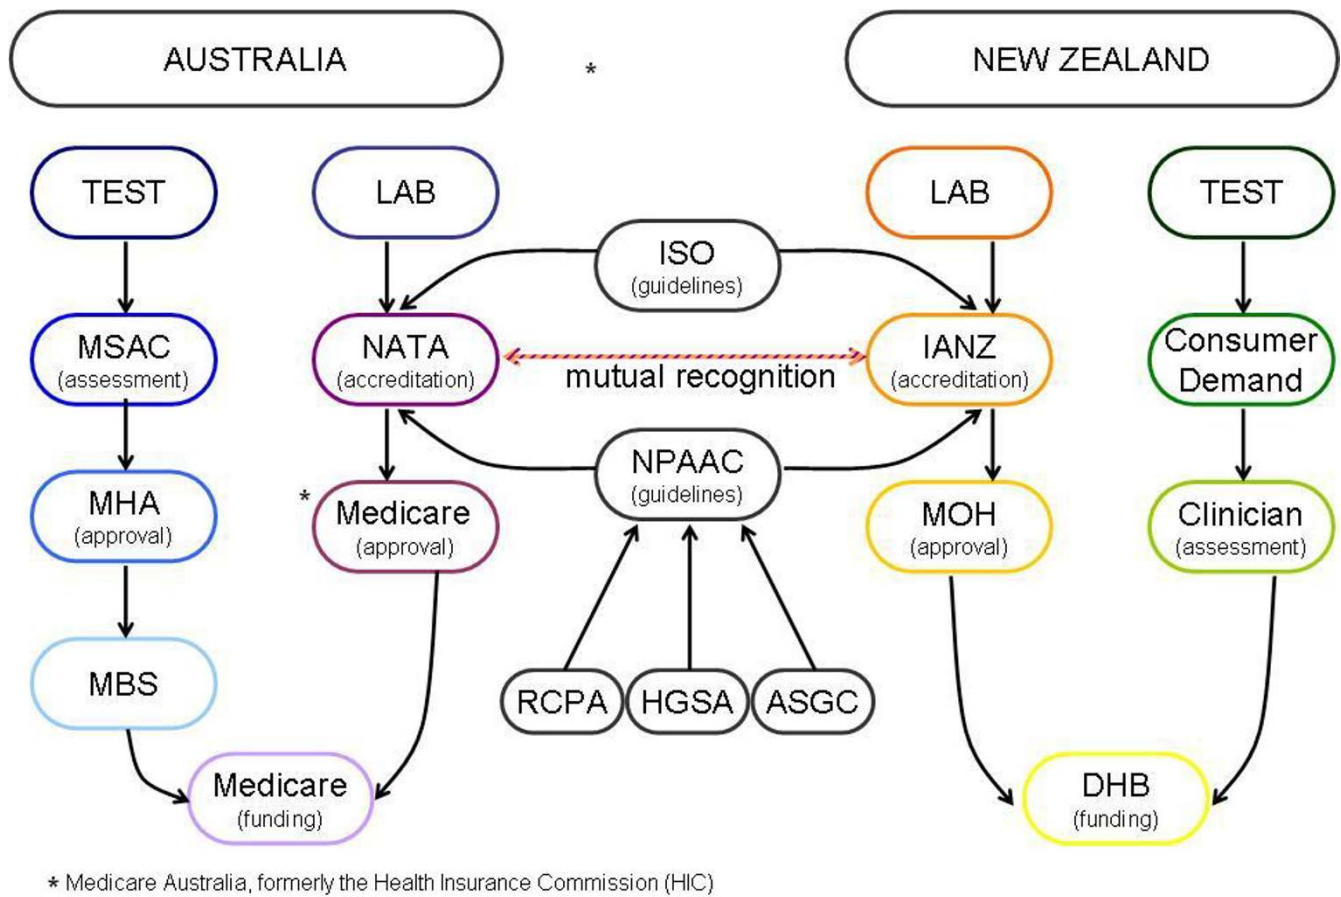 AUSTRALIA
*
NEW ZEALAND
TEST
LAB
LAB
TEST
ISO
(guidelines)
MSAC
(assessment)
NATA
(accreditation)
mutual recognition
IANZ
(accreditation)
Consumer
Demand
MHA
(approval)
*
Medicare
(approval)
NPAAC
(guidelines)
MOH
(approval)
Clinician
(assessment)
MBS
RCPA
HGSA
ASGC
Medicare
(funding)
DHB
(funding)
* Medicare Australia, formerly the Health Insurance Commission (HIC)